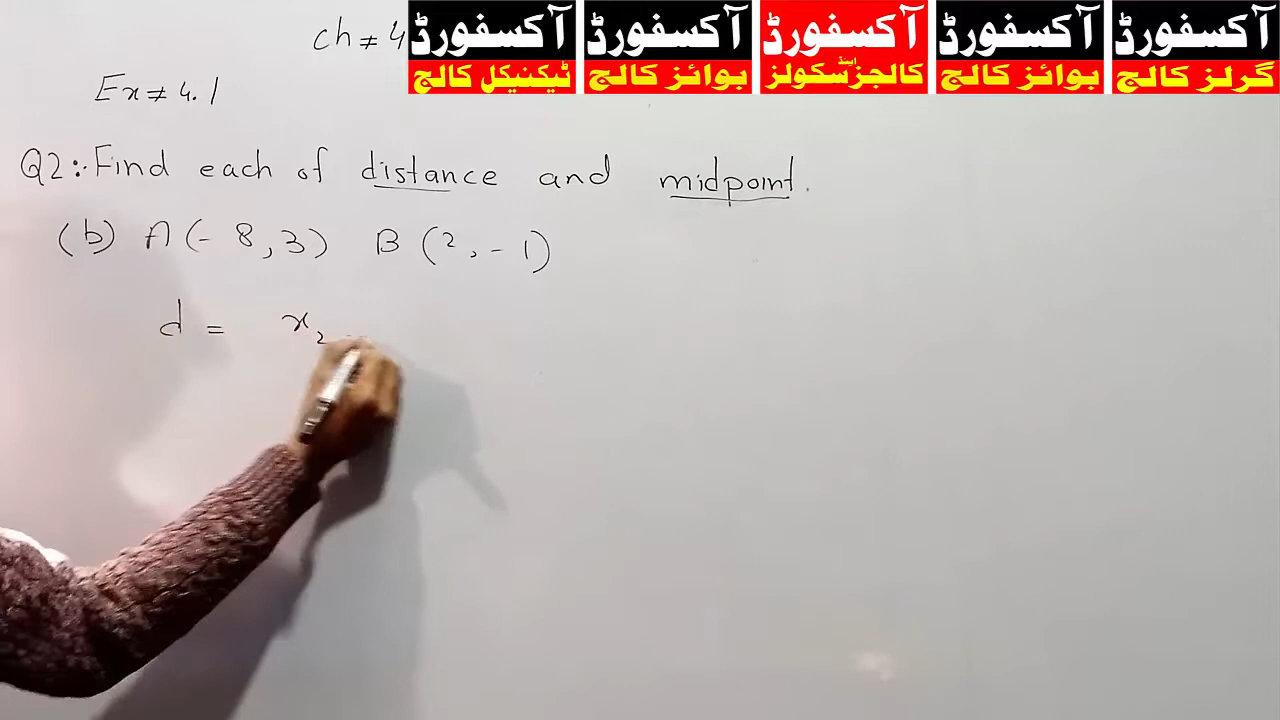 ch ≠ 4
آکسفورڈ آکسفورڈ آکسفورڈ آکسفورڈ آکسفورڈ
ٹیکنیکل کالج بوائز کالج کالجز اینڈ سکولز بوائز کالج گرلز کالج
Ex ≠ 4.1
Q2:: Find each of distance and midpoint.
(b) A(-8,3) B(2,-1)
d = x₂